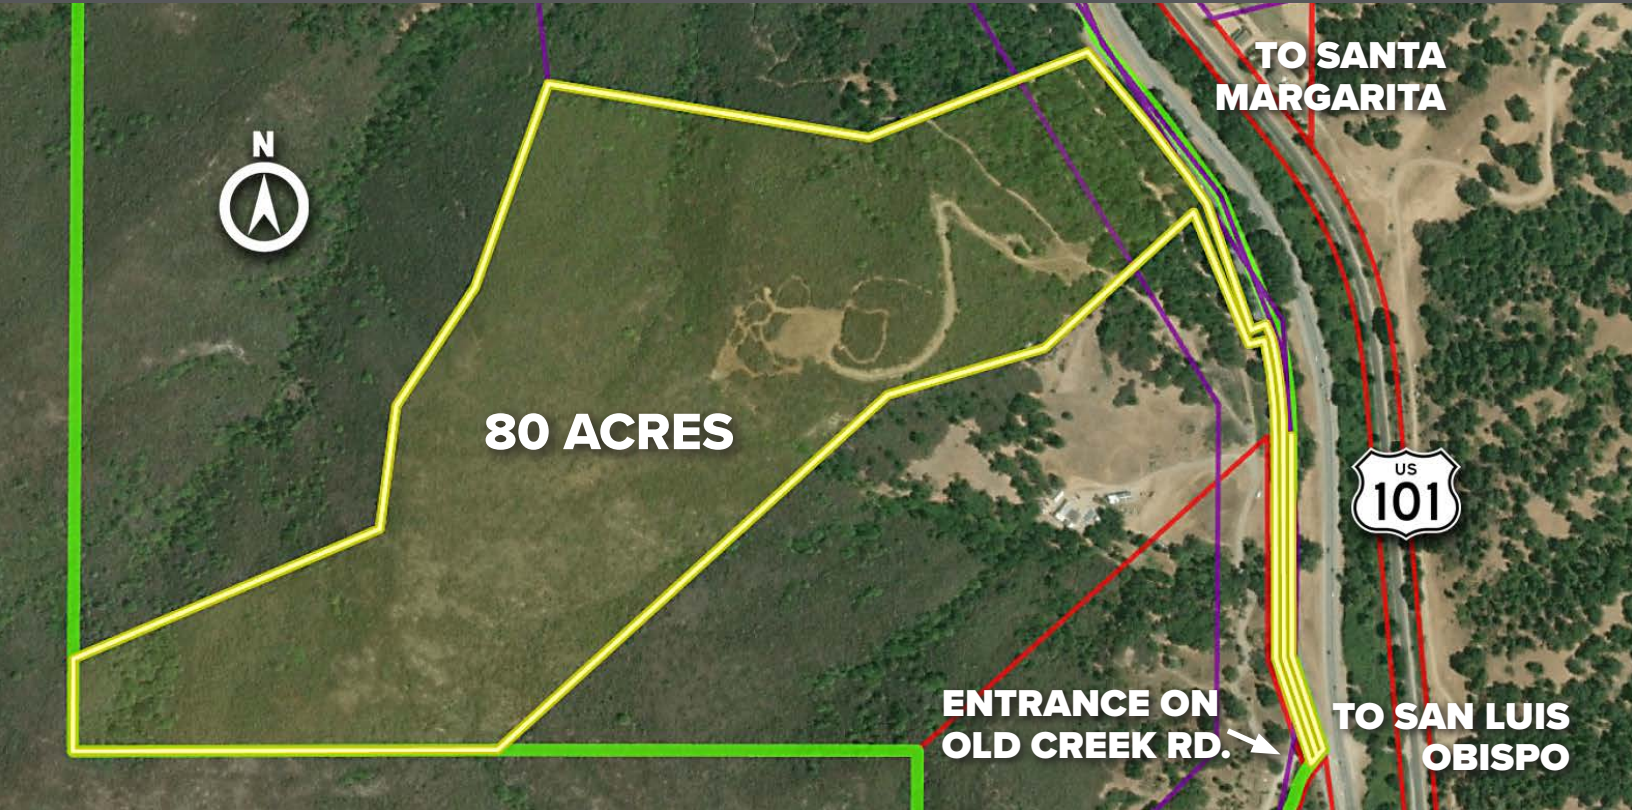 TO SANTA
MARGARITA
N
80 ACRES
US
101
ENTRANCE ON
OLD CREEK RD.
TO SAN LUIS
OBISPO